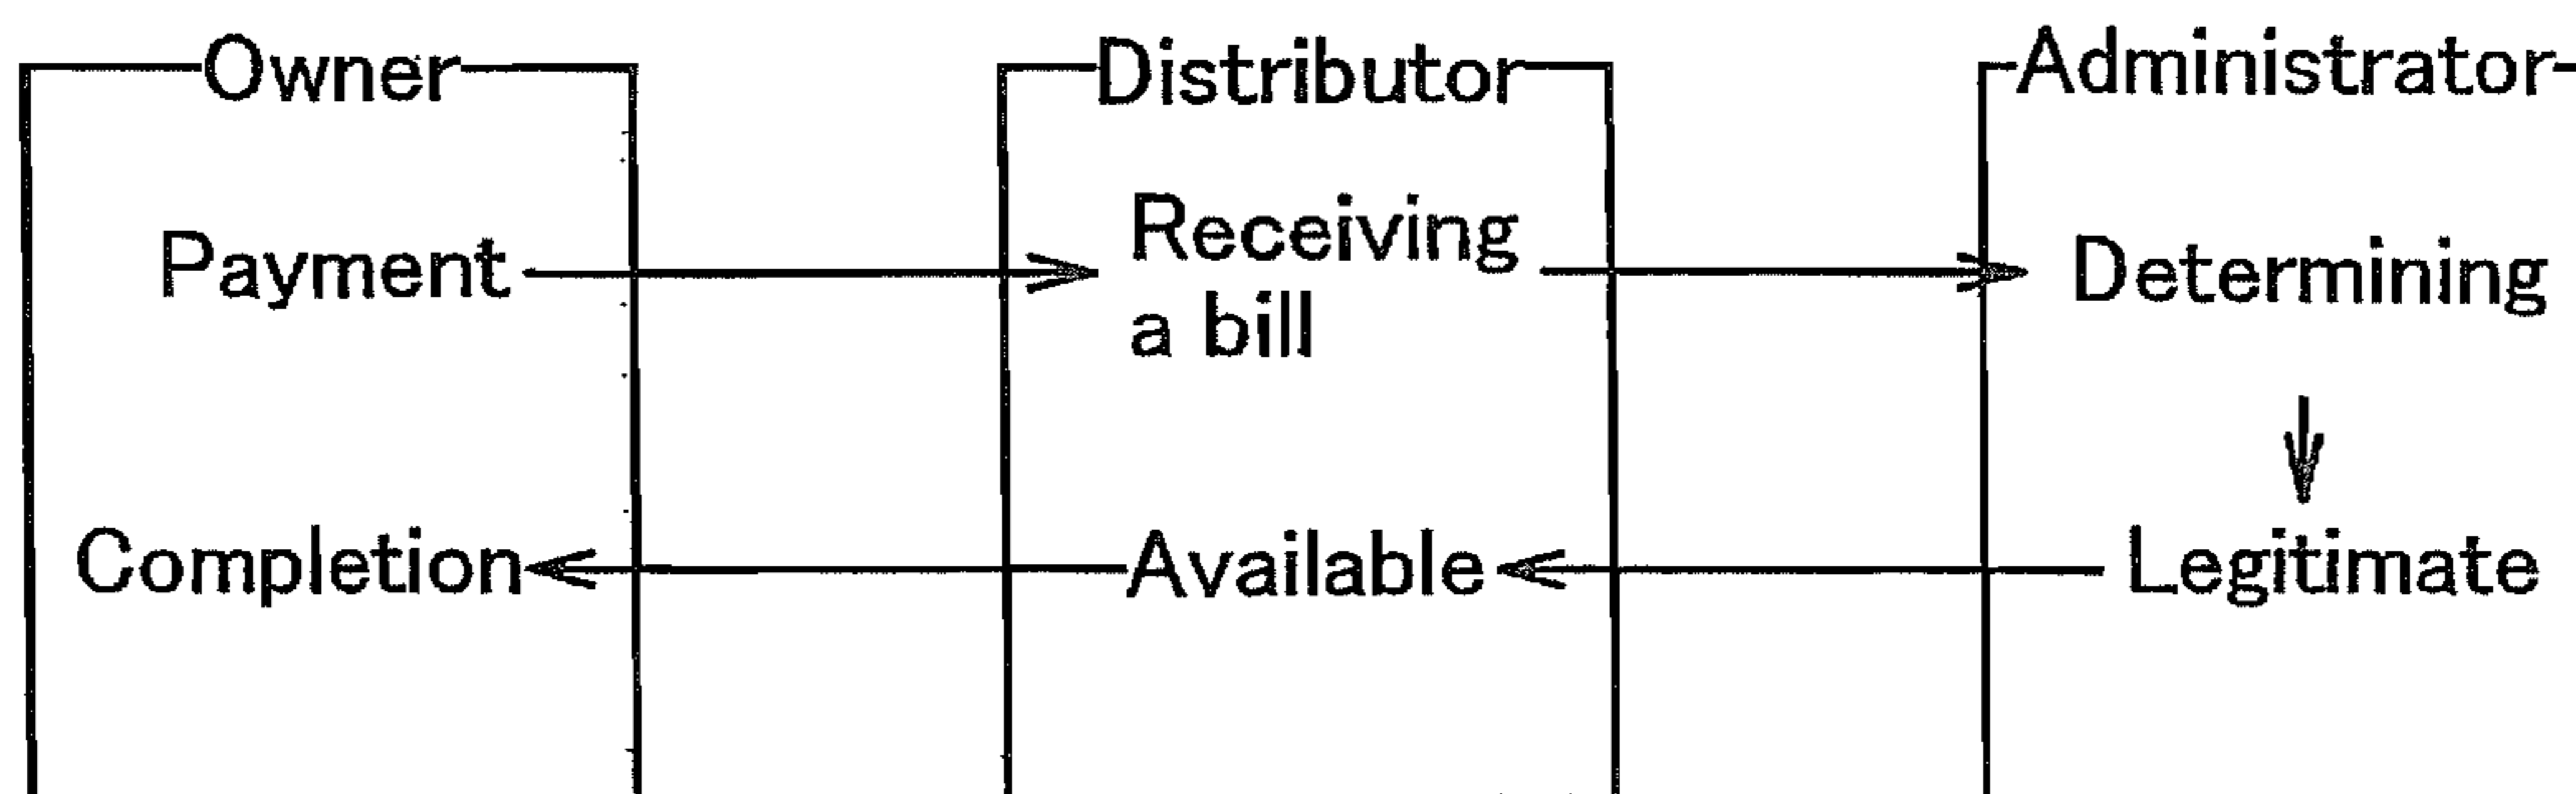 Owner
Distributor
Administrator
Payment
Receiving
a bill
Determining
Completion
Available
Legitimate